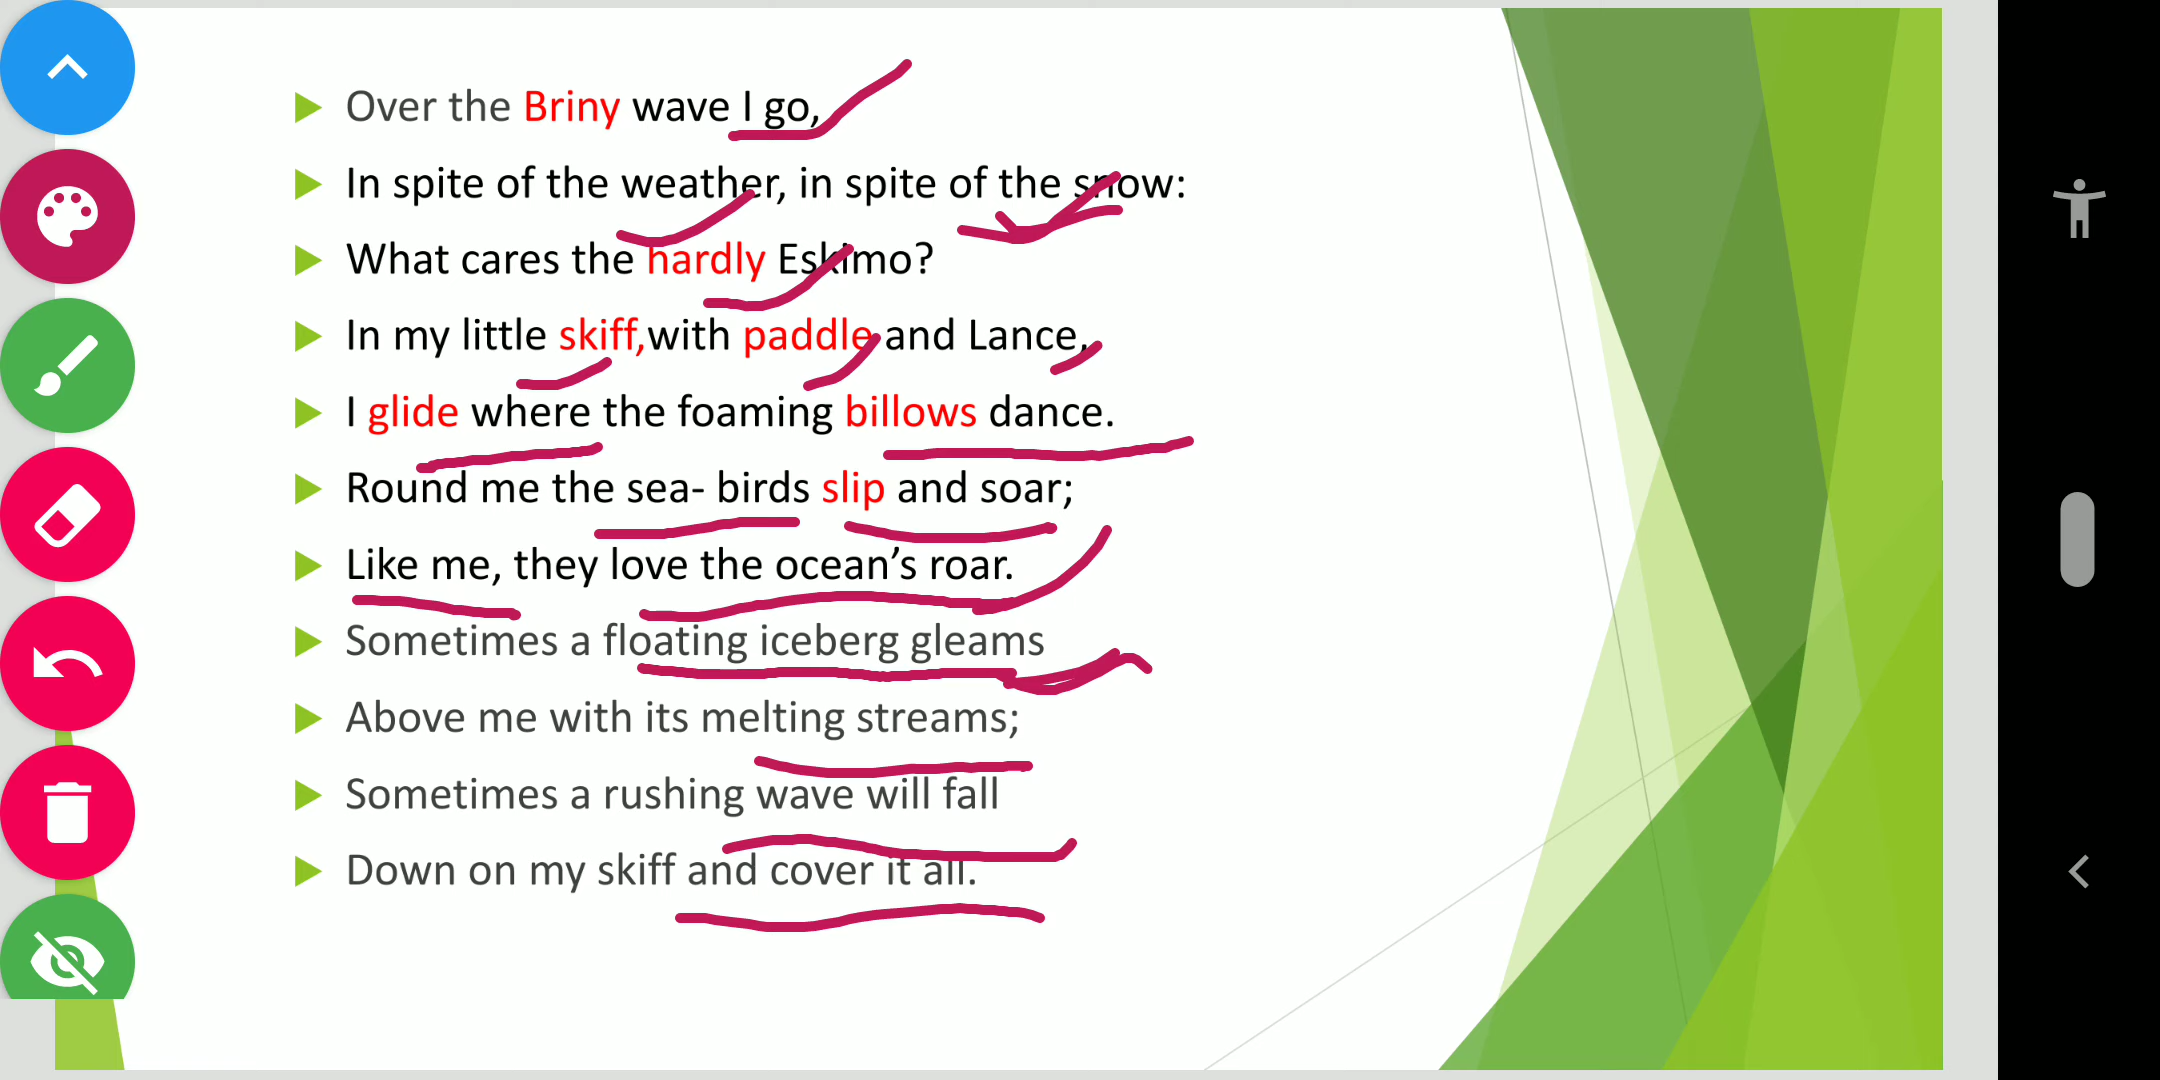 Over the Briny wave I go,
In spite of the weather, in spite of the snow:
What cares the hardly Eskimo?
In my little skiff,with paddle and Lance,
I glide where the foaming billows dance.
Round me the sea- birds slip and soar;
Like me, they love the ocean’s roar.
Sometimes a floating iceberg gleams
Above me with its melting streams;
Sometimes a rushing wave will fall
Down on my skiff and cover it all.